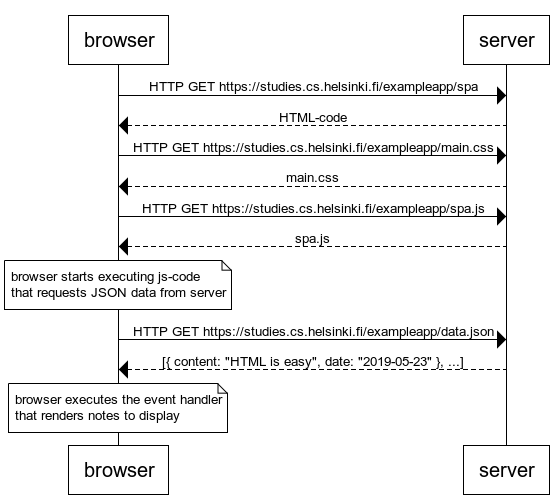 browser
server
HTTP GET https://studies.cs.helsinki.fi/exampleapp/spa
HTML-code
HTTP GET https://studies.cs.helsinki.fi/exampleapp/main.css
main.css
HTTP GET https://studies.cs.helsinki.fi/exampleapp/spa.js
spa.js
browser starts executing js-code
that requests JSON data from server
HTTP GET https://studies.cs.helsinki.fi/exampleapp/data.json
[{ content: "HTML is easy", date: "2019-05-23" }, ...]
browser executes the event handler
that renders notes to display
browser
server